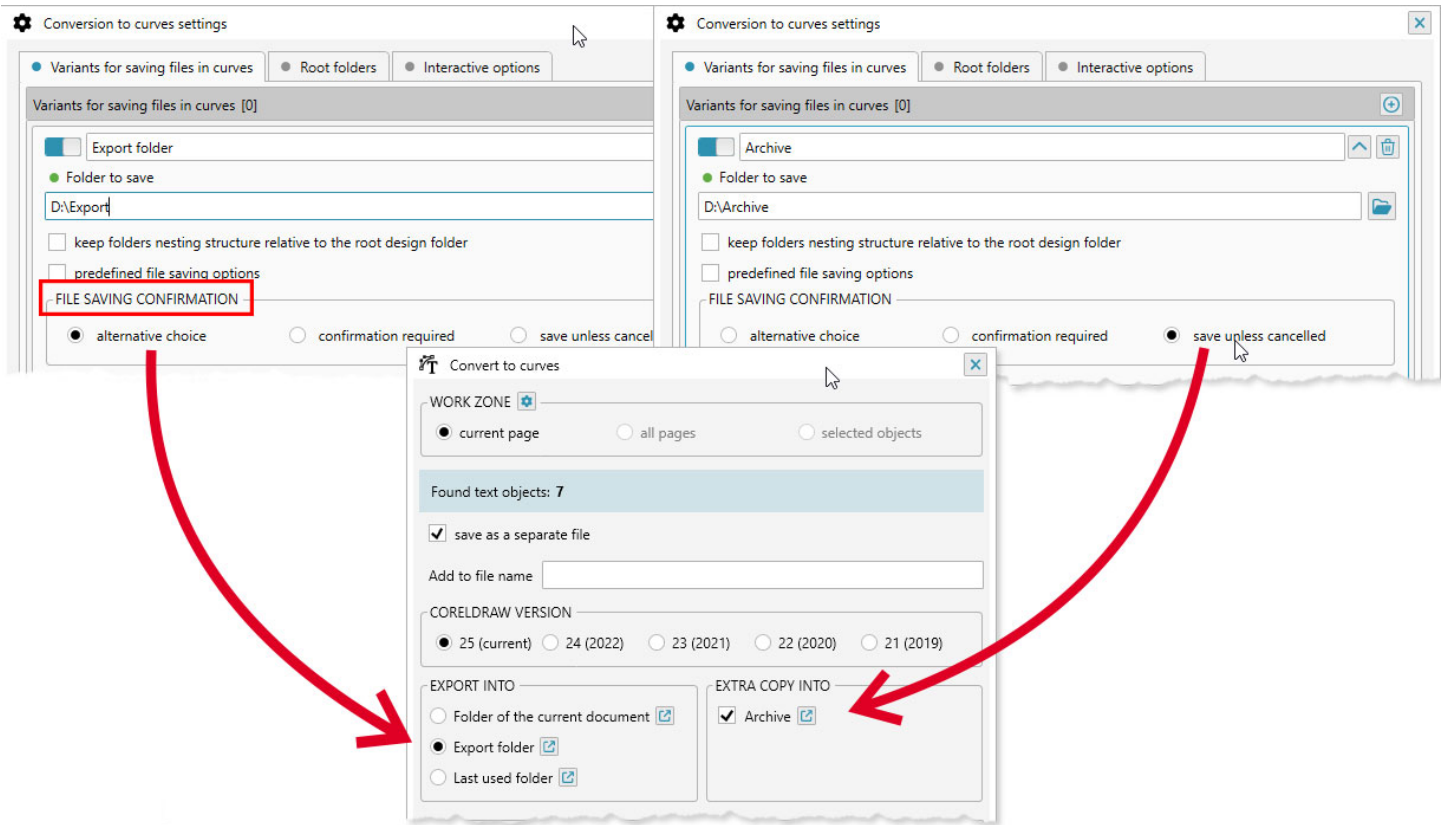 Conversion to curves settings
Variants for saving files in curves Root folders Interactive options
Variants for saving files in curves [0]
Export folder
Folder to save
D:\Export
keep folders nesting structure relative to the root design folder
predefined file saving options
FILE SAVING CONFIRMATION
alternative choice confirmation required save unless cancel
Conversion to curves settings
Variants for saving files in curves Root folders Interactive options
Variants for saving files in curves [0]
Archive
Folder to save
D:\Archive
keep folders nesting structure relative to the root design folder
predefined file saving options
FILE SAVING CONFIRMATION
alternative choice confirmation required save unless cancelled
Convert to curves
WORK ZONE
current page all pages selected objects
Found text objects: 7
save as a separate file
Add to file name
CORELDRAW VERSION
25 (current) 24 (2022) 23 (2021) 22 (2020) 21 (2019)
EXPORT INTO
Folder of the current document
Export folder
Last used folder
EXTRA COPY INTO
Archive